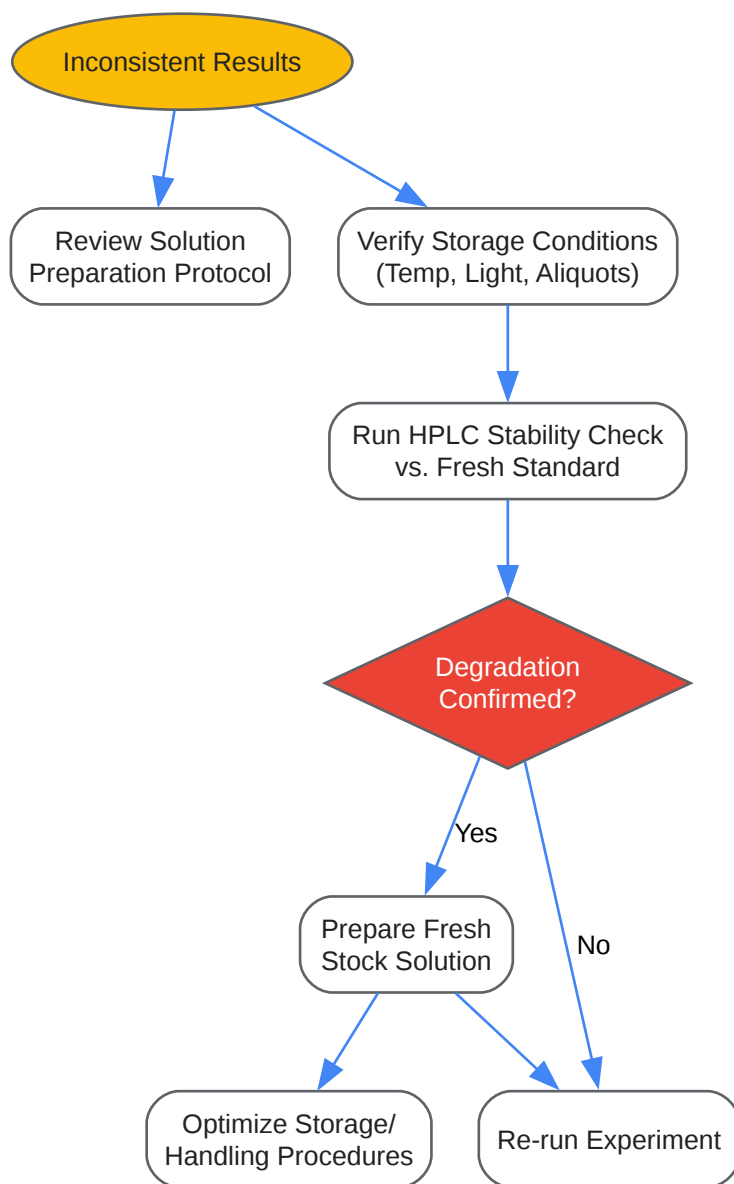 Inconsistent Results
Review Solution
Preparation Protocol
Verify Storage Conditions
(Temp, Light, Aliquots)
Run HPLC Stability Check
vs. Fresh Standard
Degradation
Confirmed?
Yes
Prepare Fresh
Stock Solution
No
Optimize Storage/
Handling Procedures
Re-run Experiment